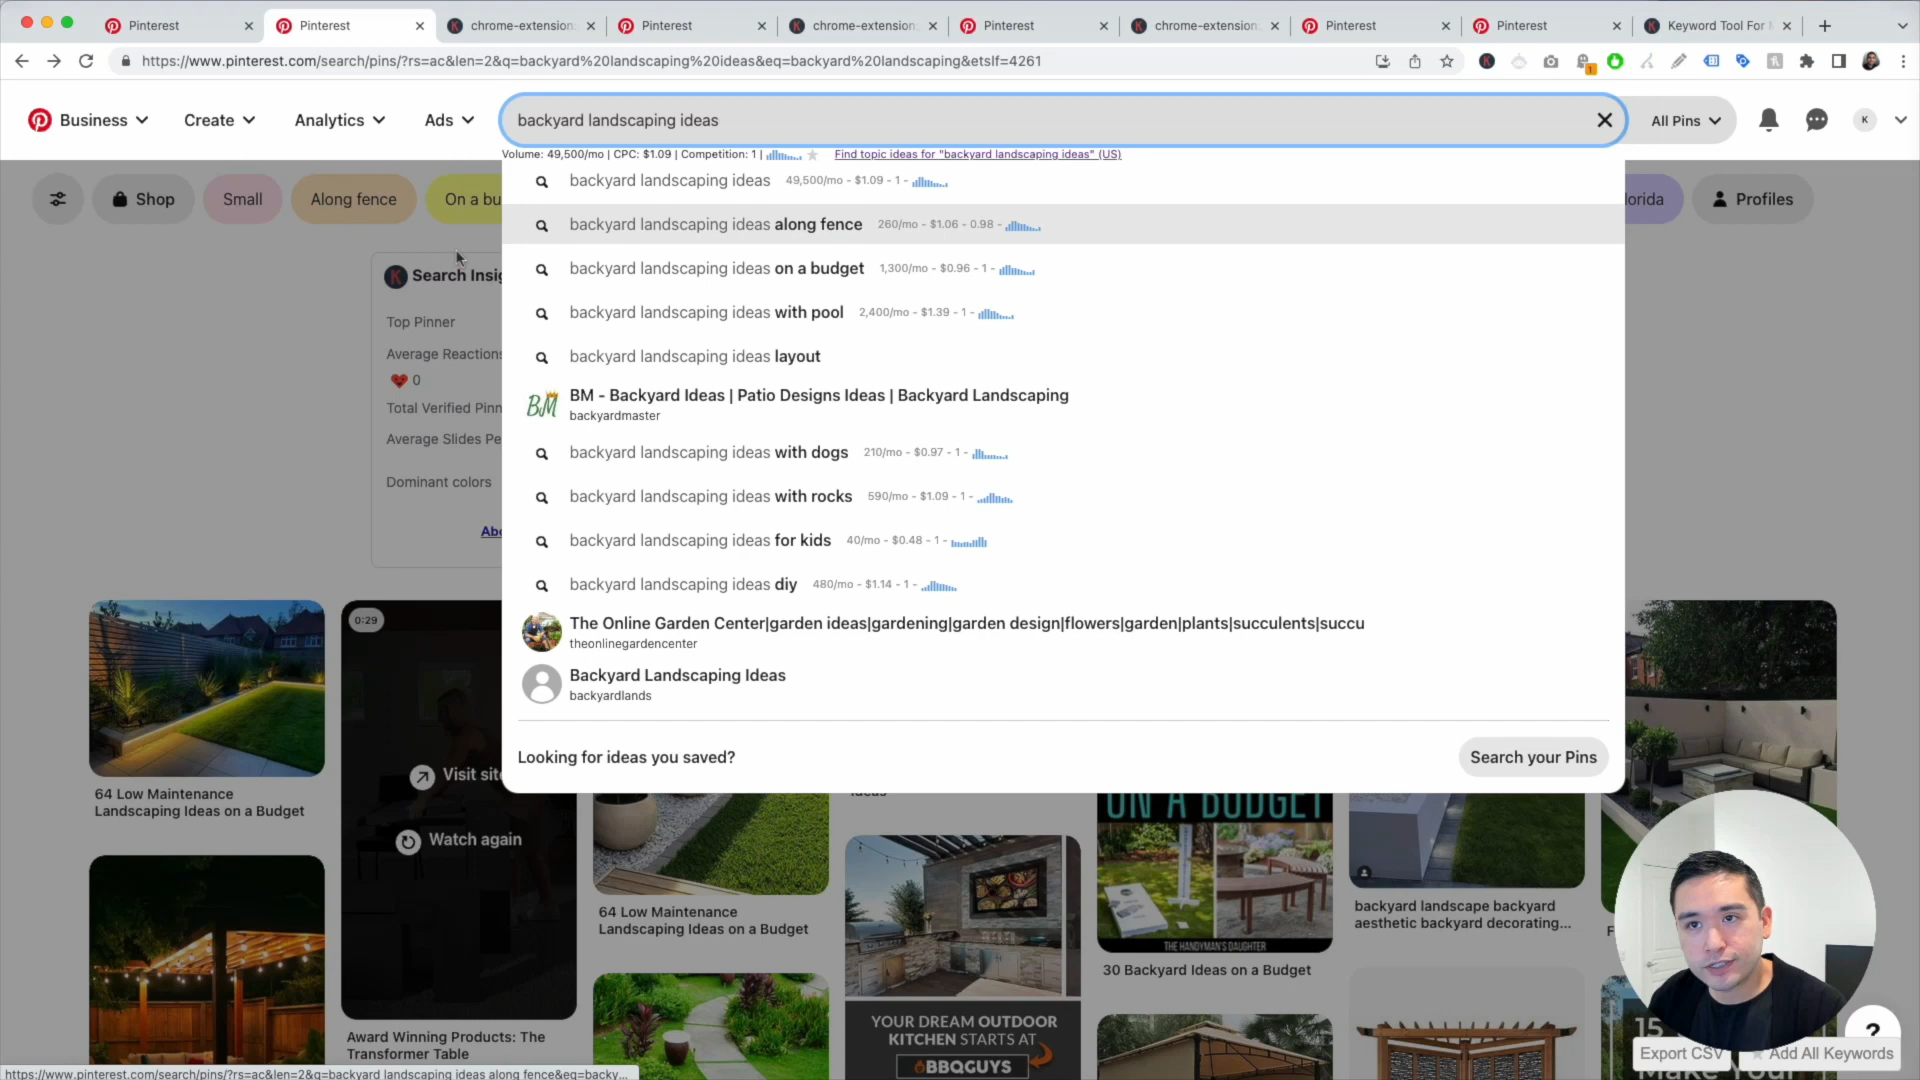 Pinterest
Pinterest
chrome-extension:
Pinterest
chrome-extension:
Pinterest
chrome-extension:
Pinterest
Pinterest
Keyword Tool For M
https://www.pinterest.com/search/pins/?rs=ac&len=2&q=backyard%20landscaping%20ideas&eq=backyard%20landscaping&etslf=4261
1
Business
Create
Analytics
Ads
backyard landscaping ideas
All Pins
K
Volume: 49,500/mo | CPC: $1.09 | Competition: 1 |
Find topic ideas for "backyard landscaping ideas" (US)
Shop
Small
Along fence
On a bu
lorida
Profiles
backyard landscaping ideas 49,500/mo - $1.09 - 1 -
backyard landscaping ideas along fence 260/mo - $1.06 - 0.98 -
backyard landscaping ideas on a budget 1,300/mo - $0.96 - 1 -
backyard landscaping ideas with pool 2,400/mo - $1.39 - 1 -
backyard landscaping ideas layout
BM
BM - Backyard Ideas | Patio Designs Ideas | Backyard Landscaping
backyardmaster
backyard landscaping ideas with dogs 210/mo - $0.97 - 1 -
backyard landscaping ideas with rocks 590/mo - $1.09 - 1 -
backyard landscaping ideas for kids 40/mo - $0.48 - 1 -
backyard landscaping ideas diy 480/mo - $1.14 - 1 -
The Online Garden Center|garden ideas|gardening|garden design|flowers|garden|plants|succulents|succu
theonlinegardencenter
Backyard Landscaping Ideas
backyardlands
Looking for ideas you saved?
Search your Pins
K
Search Insig
Top Pinner
Average Reactions
0
Total Verified Pinn
Average Slides Pe
Dominant colors
Abo
0:29
Visit site
Watch again
64 Low Maintenance
Landscaping Ideas on a Budget
Award Winning Products: The
Transformer Table
64 Low Maintenance
Landscaping Ideas on a Budget
ideas
YOUR DREAM OUTDOOR
KITCHEN STARTS AT
BBQGUYS
ON A BUDGET
THE HANDYMAN'S DAUGHTER
30 Backyard Ideas on a Budget
backyard landscape backyard
aesthetic backyard decorating...
F
15
?
Export CSV
Add All Keywords
https://www.pinterest.com/search/pins/?rs=ac&len=2&q=backyard landscaping ideas along fence&eq=backy...